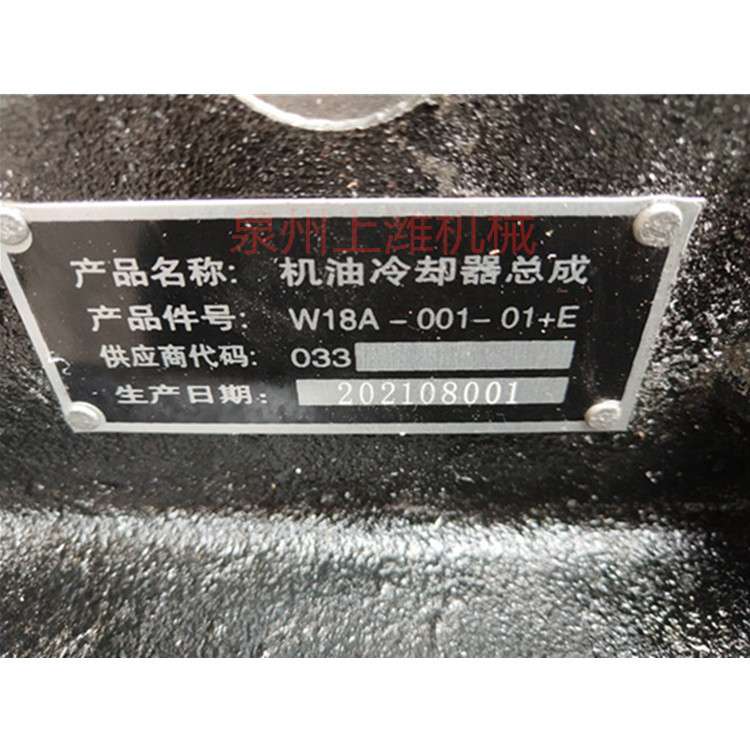 泉州上潍机械
产品名称: 机油冷却器总成
产品件号: W18A-001-01+E
供应商代码: 033
生产日期: 202108001